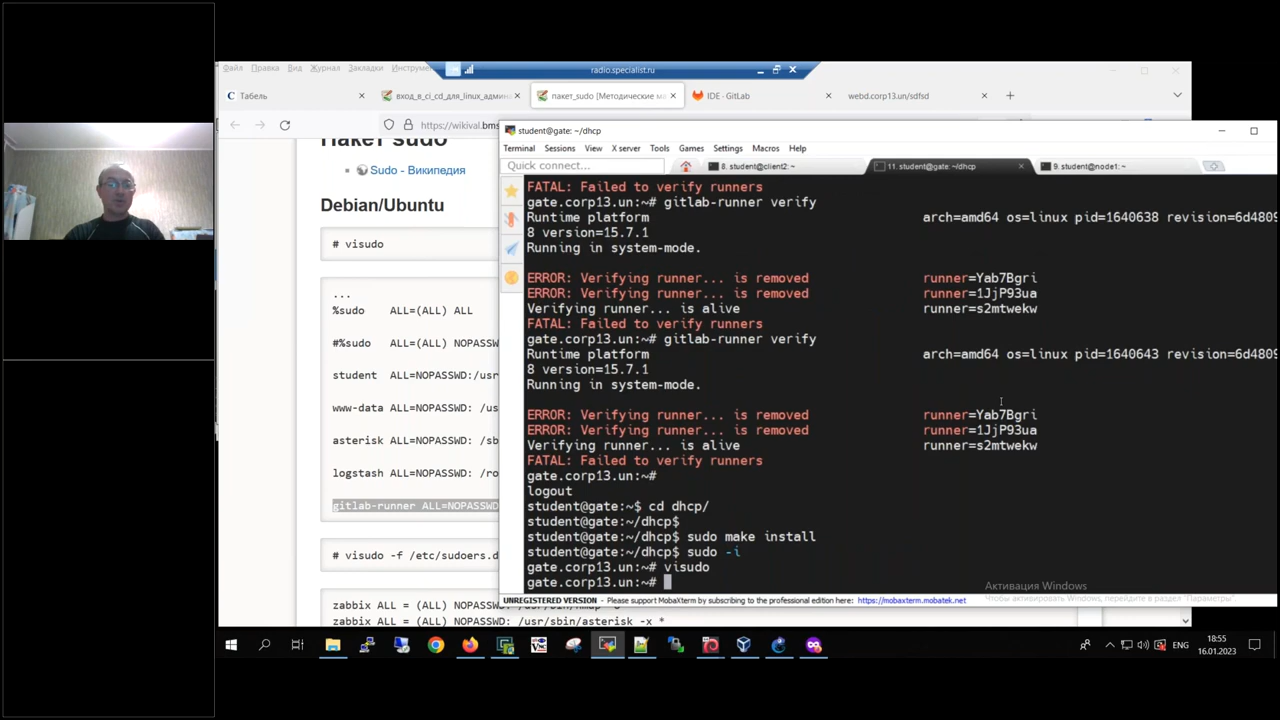 Файл Правка Вид Журнал Закладки Инструмен
radio.specialist.ru
Табель
вход_в_ci_cd_для_linux_админ
пакет_sudo [Методические ма
IDE · GitLab
webd.corp13.un/sdfsd
https://wikival.bms
Пакет sudo
Sudo - Википедия
Debian/Ubuntu
# visudo
...
%sudo ALL=(ALL) ALL
#%sudo ALL=(ALL) NOPASS
student ALL=NOPASSWD:/usr
www-data ALL=NOPASSWD: /us
asterisk ALL=NOPASSWD: /sb
logstash ALL=NOPASSWD: /ro
gitlab-runner ALL=NOPASSWD
# visudo -f /etc/sudoers.d
zabbix ALL = (ALL) NOPASSWD: /usr/bin/nmap -O *
zabbix ALL = (ALL) NOPASSWD: /usr/sbin/asterisk -x *
student@gate: ~/dhcp
Terminal Sessions View X server Tools Games Settings Macros Help
Quick connect...
8. student@client2: ~
11. student@gate: ~/dhcp
9. student@node1: ~
FATAL: Failed to verify runners
gate.corp13.un:~# gitlab-runner verify
Runtime platform arch=amd64 os=linux pid=1640638 revision=6d4809
8 version=15.7.1
Running in system-mode.
ERROR: Verifying runner... is removed runner=Yab7Bgri
ERROR: Verifying runner... is removed runner=1JjP93ua
Verifying runner... is alive runner=s2mtwekw
FATAL: Failed to verify runners
gate.corp13.un:~# gitlab-runner verify
Runtime platform arch=amd64 os=linux pid=1640643 revision=6d4809
8 version=15.7.1
Running in system-mode.
ERROR: Verifying runner... is removed runner=Yab7Bgri
ERROR: Verifying runner... is removed runner=1JjP93ua
Verifying runner... is alive runner=s2mtwekw
FATAL: Failed to verify runners
gate.corp13.un:~#
logout
student@gate:~$ cd dhcp/
student@gate:~/dhcp$
student@gate:~/dhcp$ sudo make install
student@gate:~/dhcp$ sudo -i
gate.corp13.un:~# visudo
gate.corp13.un:~#
Активация Windows
Чтобы активировать Windows, перейдите в раздел "Параметры".
UNREGISTERED VERSION - Please support MobaXterm by subscribing to the professional edition here: https://mobaxterm.mobatek.net
ENG
18:55
16.01.2023